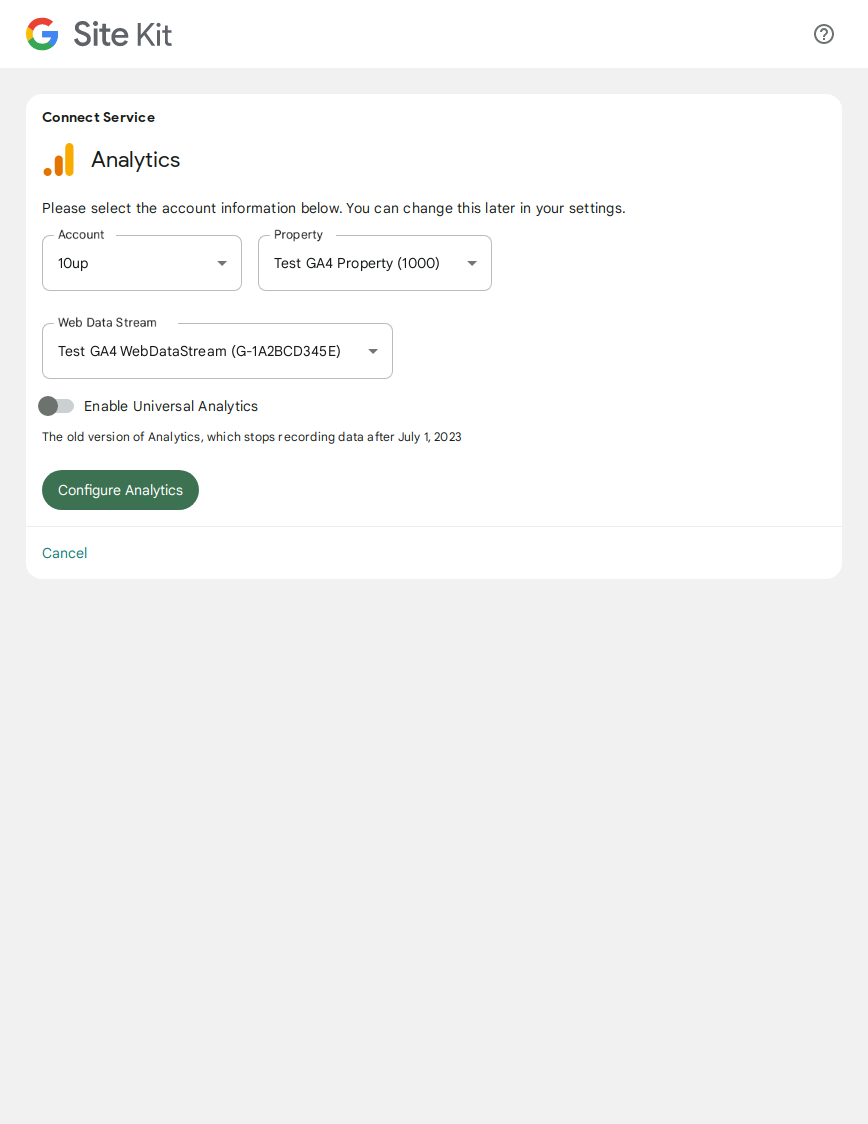 Site Kit
Connect Service
Analytics
Please select the account information below. You can change this later in your settings.
Account
10up
Property
Test GA4 Property (1000)
Web Data Stream
Test GA4 WebDataStream (G-1A2BCD345E)
Enable Universal Analytics
The old version of Analytics, which stops recording data after July 1, 2023
Configure Analytics
Cancel